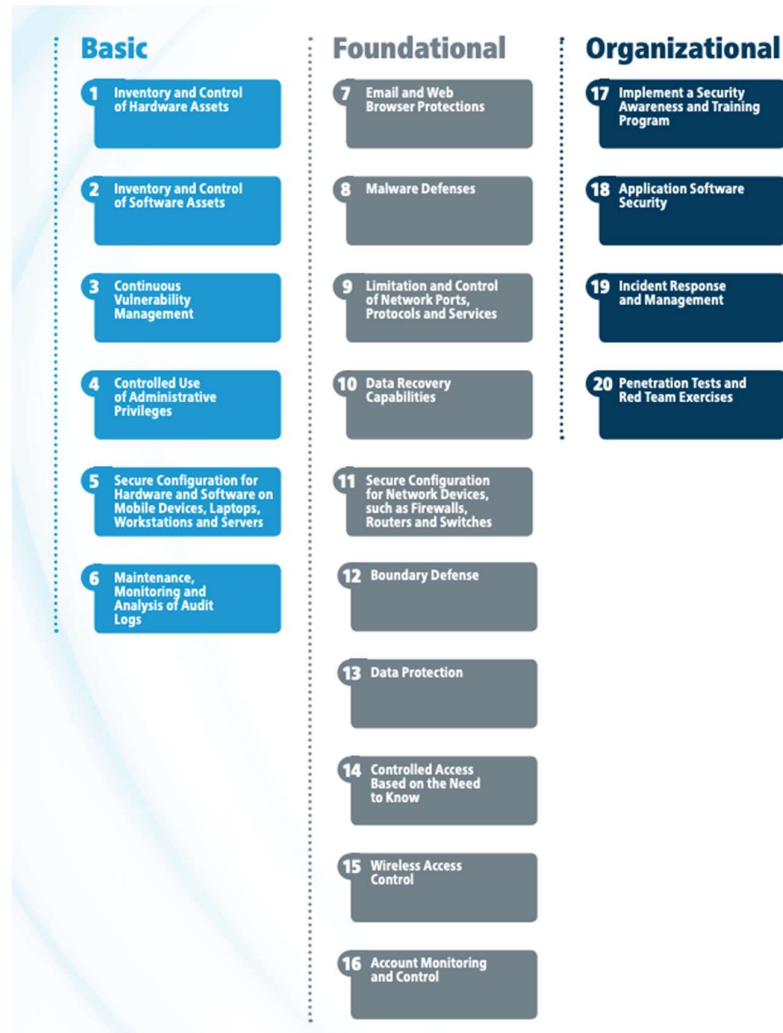 Basic
1 Inventory and Control
of Hardware Assets
2 Inventory and Control
of Software Assets
3 Continuous
Vulnerability
Management
4 Controlled Use
of Administrative
Privileges
5 Secure Configuration for
Hardware and Software on
Mobile Devices, Laptops,
Workstations and Servers
6 Maintenance,
Monitoring and
Analysis of Audit
Logs
Foundational
7 Email and Web
Browser Protections
8 Malware Defenses
9 Limitation and Control
of Network Ports,
Protocols and Services
10 Data Recovery
Capabilities
11 Secure Configuration
for Network Devices,
such as Firewalls,
Routers and Switches
12 Boundary Defense
13 Data Protection
14 Controlled Access
Based on the Need
to Know
15 Wireless Access
Control
16 Account Monitoring
and Control
Organizational
17 Implement a Security
Awareness and Training
Program
18 Application Software
Security
19 Incident Response
and Management
20 Penetration Tests and
Red Team Exercises